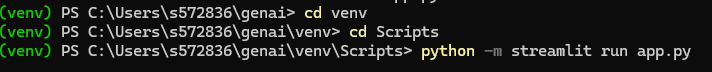 (venv) PS C:\Users\s572836\genai> cd venv
(venv) PS C:\Users\s572836\genai\venv> cd Scripts
(venv) PS C:\Users\s572836\genai\venv\Scripts> python -m streamlit run app.py